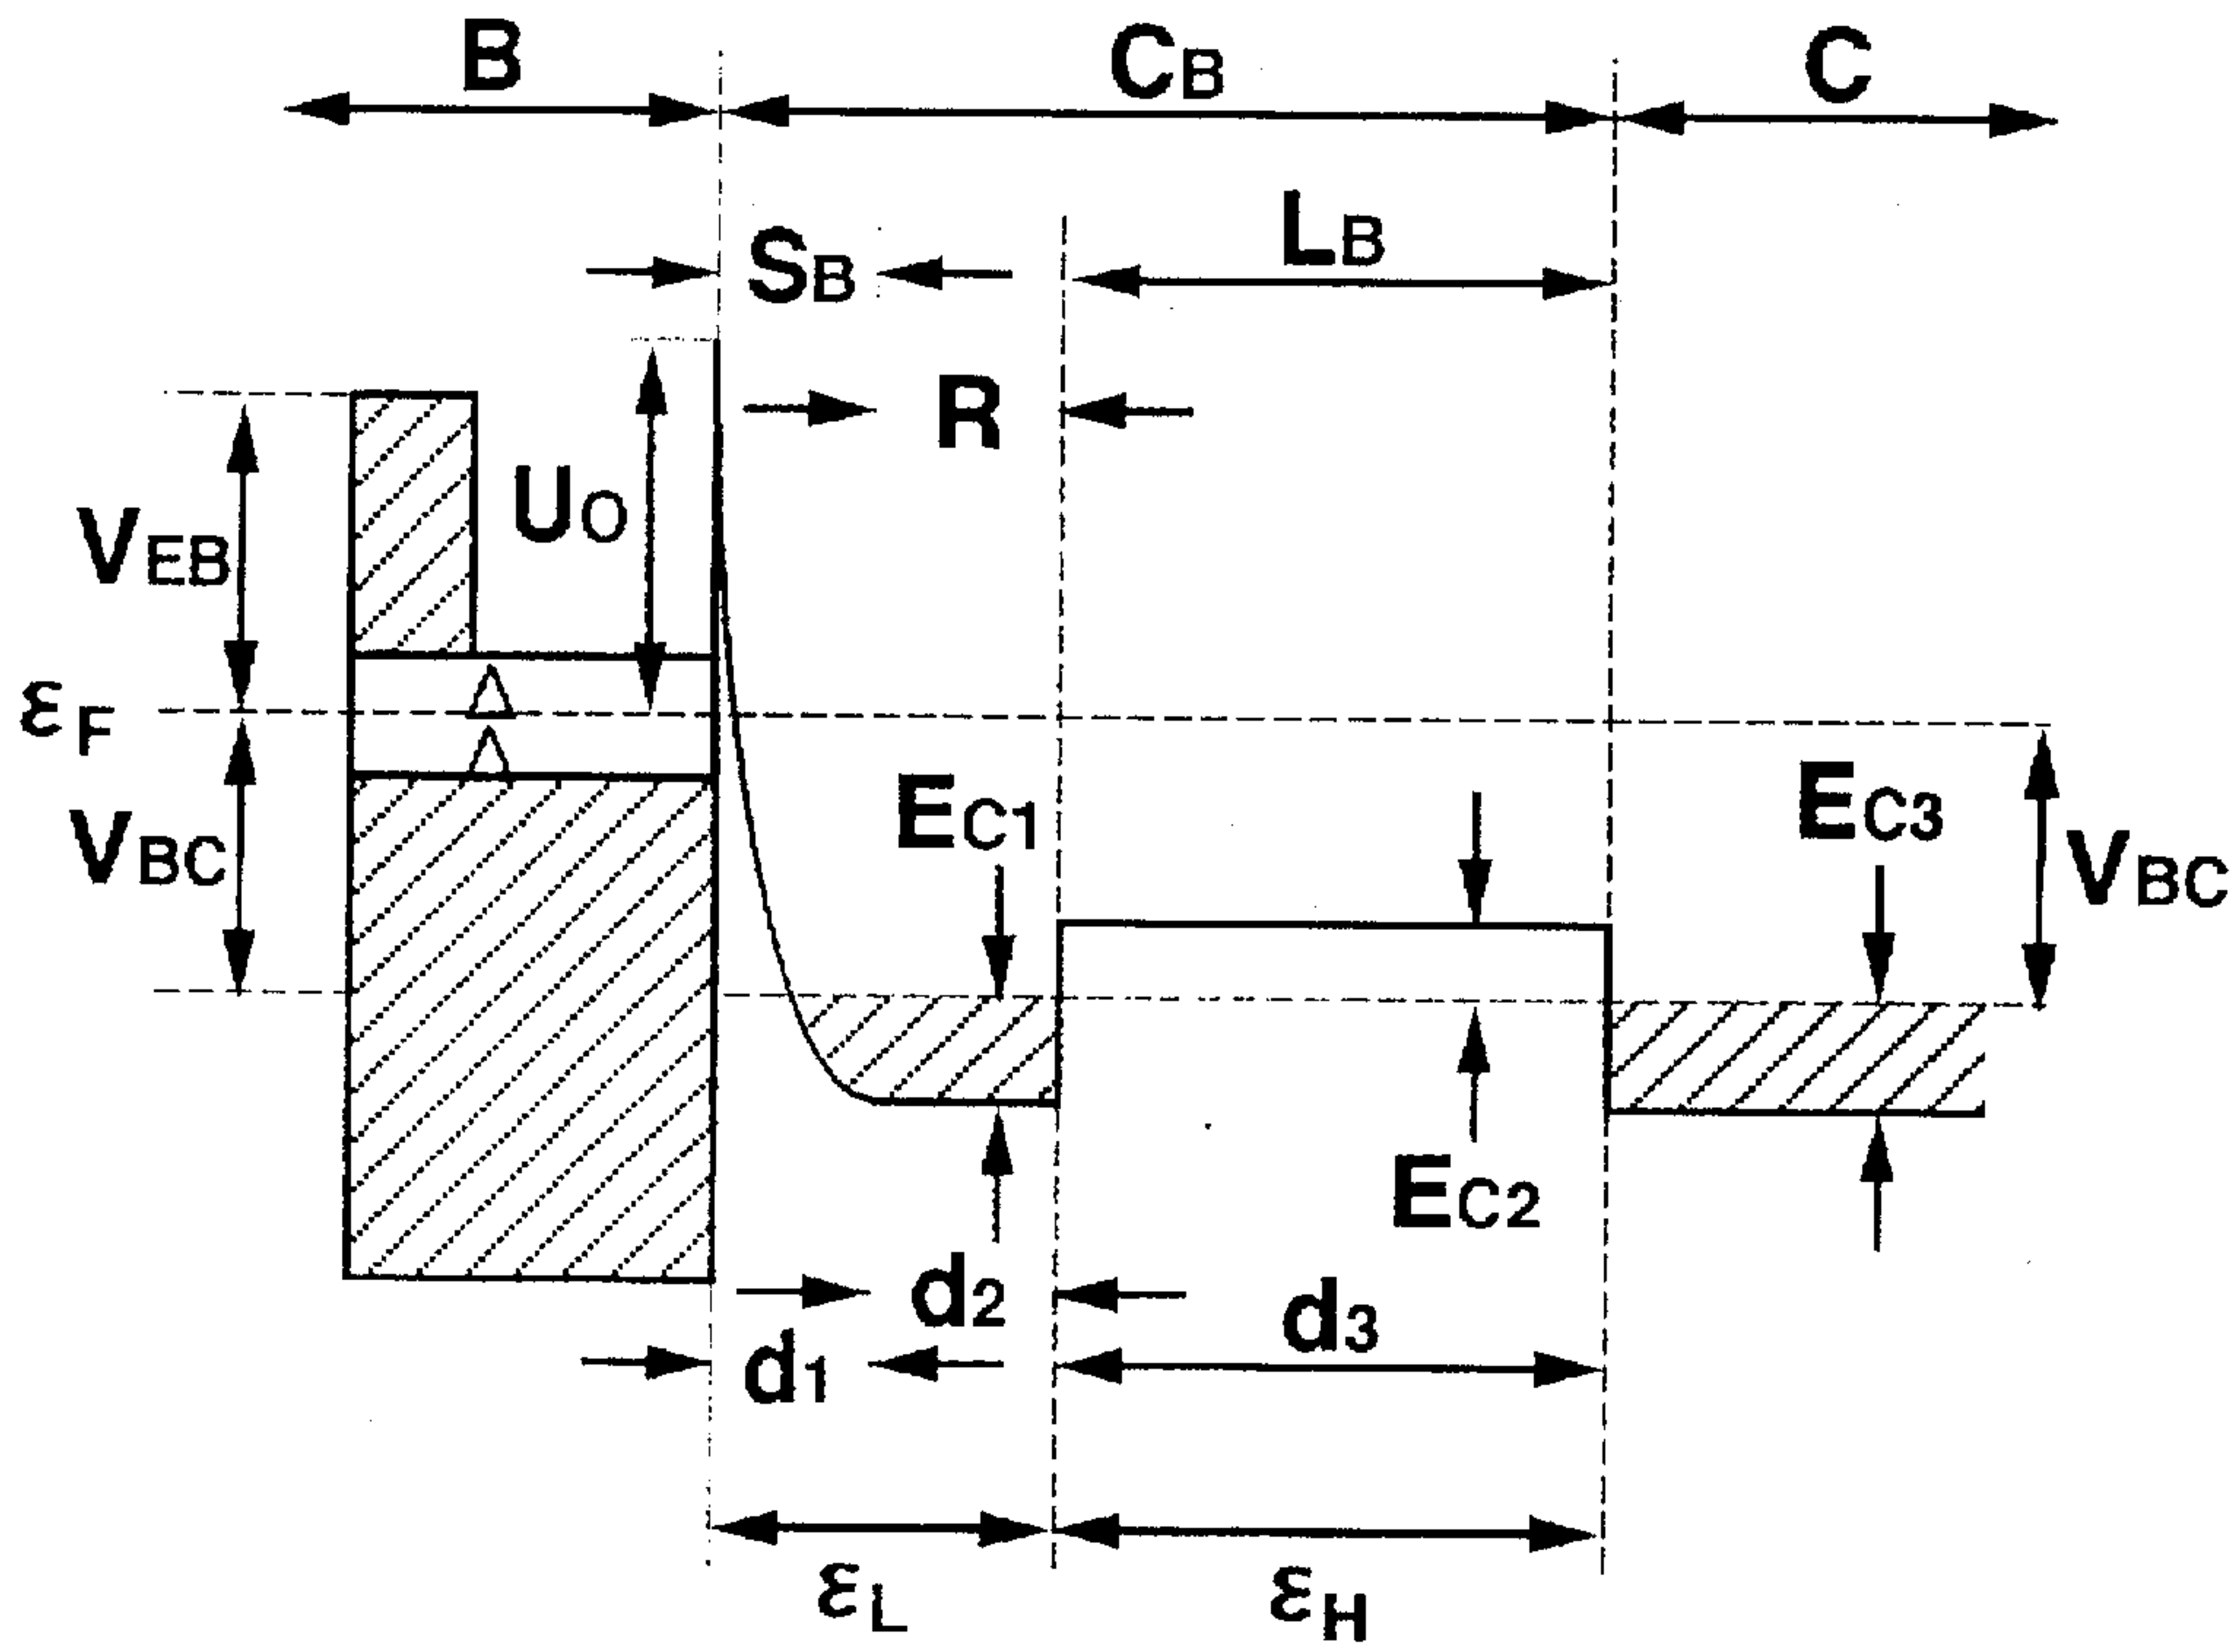 B CB C
SB LB
R
UO
VEB
εF
VBC
EC1 EC3
VBC
EC2
d2 d3
d1
εL εH